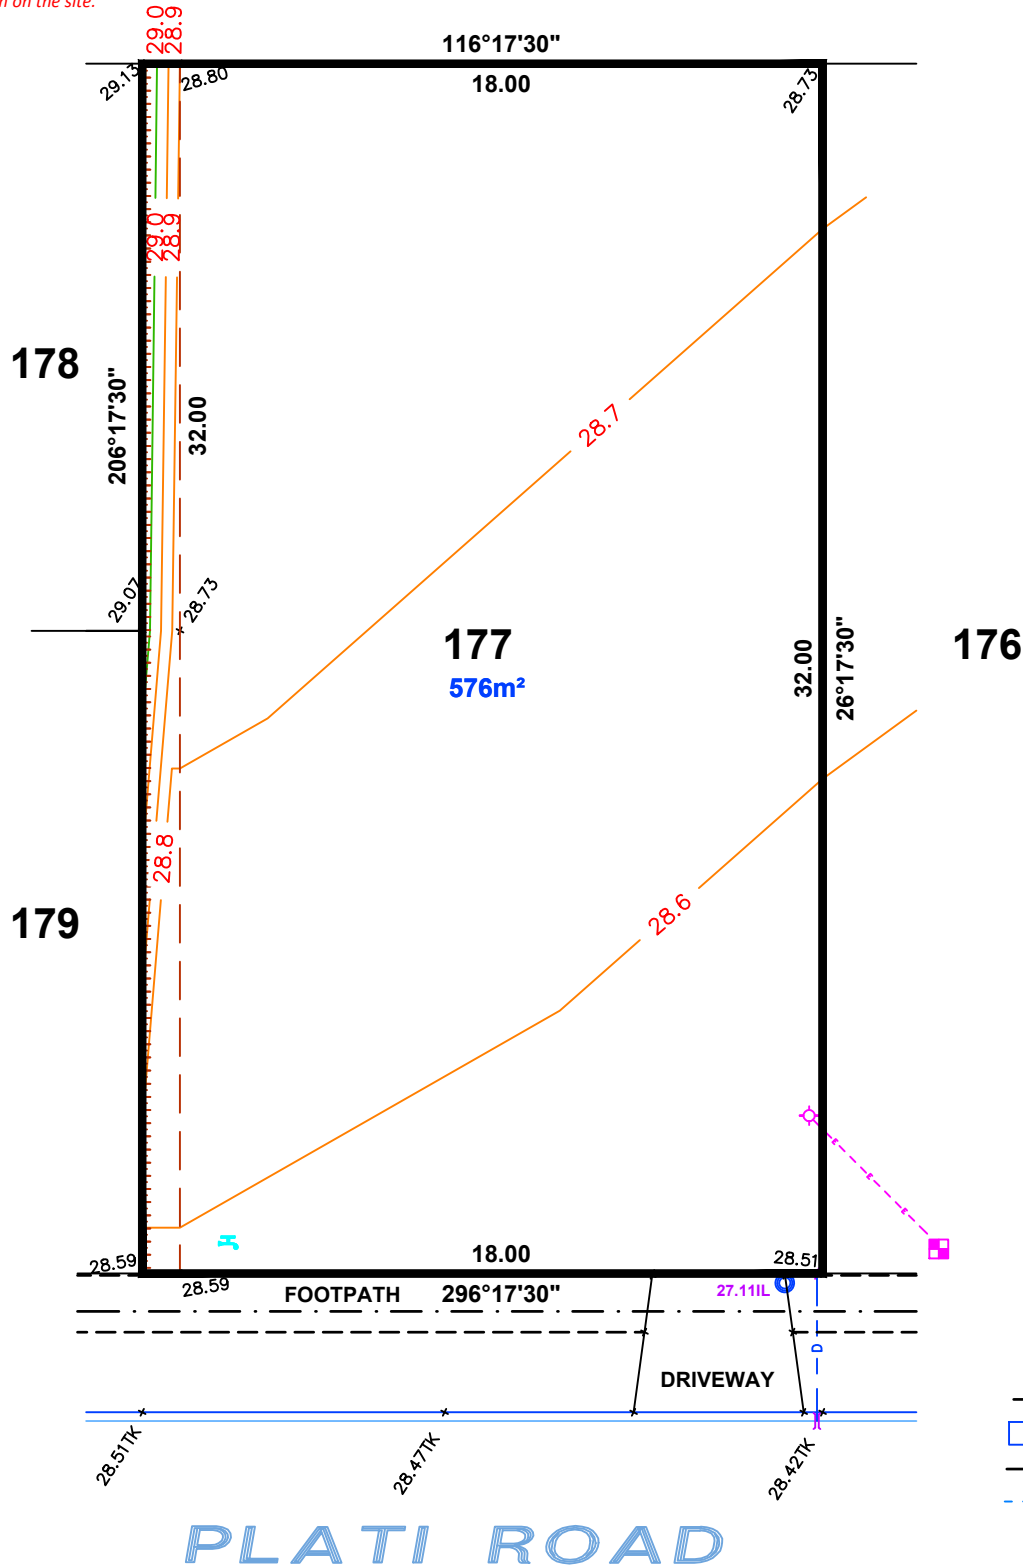 on the site.
29.0
28.9
116°17'30"
18.00
29.13
28.80
28.73
29.0
28.9
178
206°17'30"
32.00
28.7
29.07
28.73
177
576m²
32.00
26°17'30"
176
28.8
179
28.6
H
28.59
18.00
28.51
28.59
FOOTPATH
296°17'30"
27.11IL
D
DRIVEWAY
28.51TK
28.47TK
28.42TK
PLATI ROAD